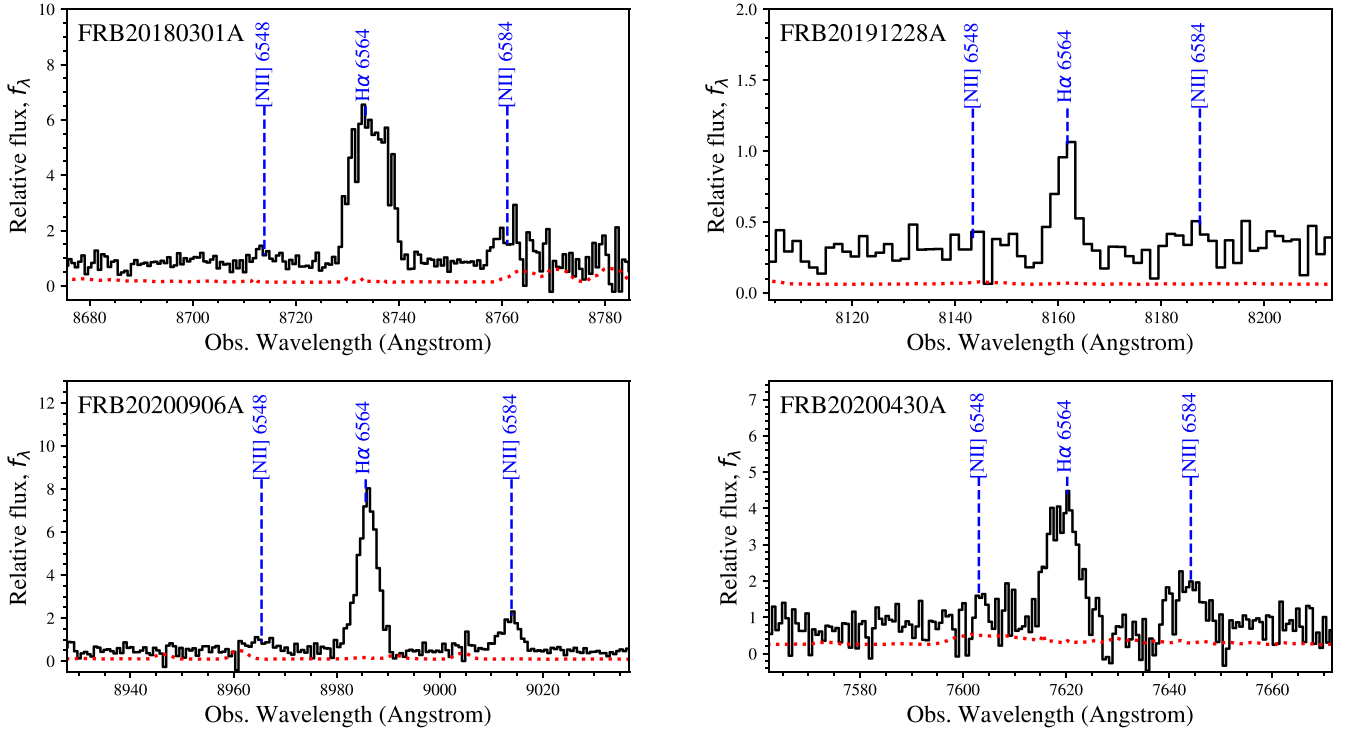 FRB20180301A
[NII] 6548
Hα 6564
[NII] 6584
10
8
6
4
2
0
Relative flux, fλ
8680 8700 8720 8740 8760 8780
Obs. Wavelength (Angstrom)
FRB20191228A
[NII] 6548
Hα 6564
[NII] 6584
2.0
1.5
1.0
0.5
0.0
Relative flux, fλ
8120 8140 8160 8180 8200
Obs. Wavelength (Angstrom)
FRB20200906A
[NII] 6548
Hα 6564
[NII] 6584
12
10
8
6
4
2
0
Relative flux, fλ
8940 8960 8980 9000 9020
Obs. Wavelength (Angstrom)
FRB20200430A
[NII] 6548
Hα 6564
[NII] 6584
7
6
5
4
3
2
1
0
Relative flux, fλ
7580 7600 7620 7640 7660
Obs. Wavelength (Angstrom)